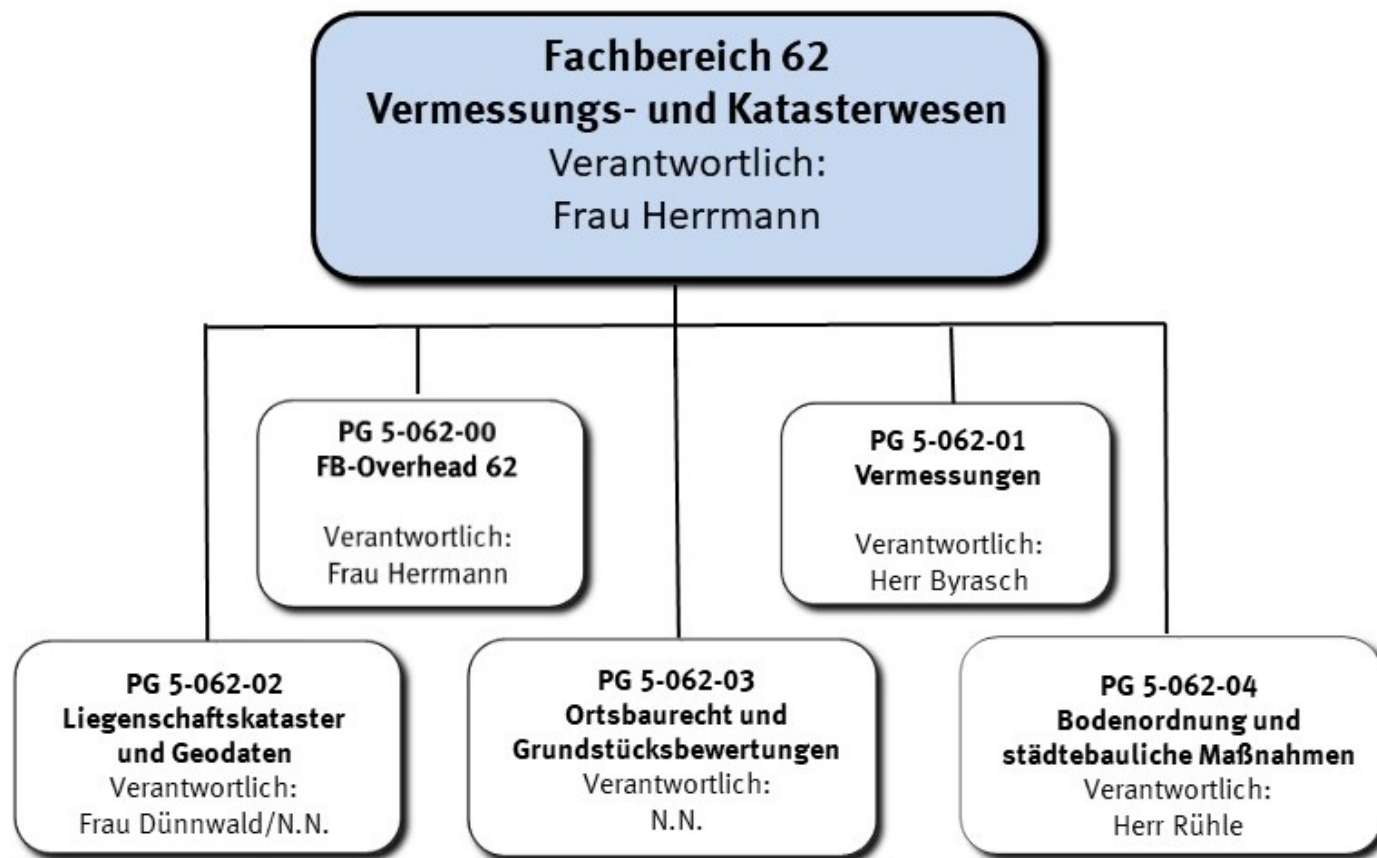 Fachbereich 62
Vermessungs- und Katasterwesen
Verantwortlich:
Frau Herrmann
PG 5-062-00
FB-Overhead 62
Verantwortlich:
Frau Herrmann
PG 5-062-01
Vermessungen
Verantwortlich:
Herr Byrasch
PG 5-062-02
Liegenschaftskataster
und Geodaten
Verantwortlich:
Frau Dünnwald/N.N.
PG 5-062-03
Ortsbaurecht und
Grundstücksbewertungen
Verantwortlich:
N.N.
PG 5-062-04
Bodenordnung und
städtebauliche Maßnahmen
Verantwortlich:
Herr Rühle